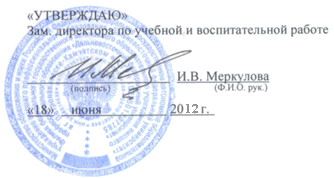 «УТВЕРЖДАЮ»
Зам. директора по учебной и воспитательной работе
И.В. Меркулова
(подпись) (Ф.И.О. рук.)
«18» июня 2012 г.